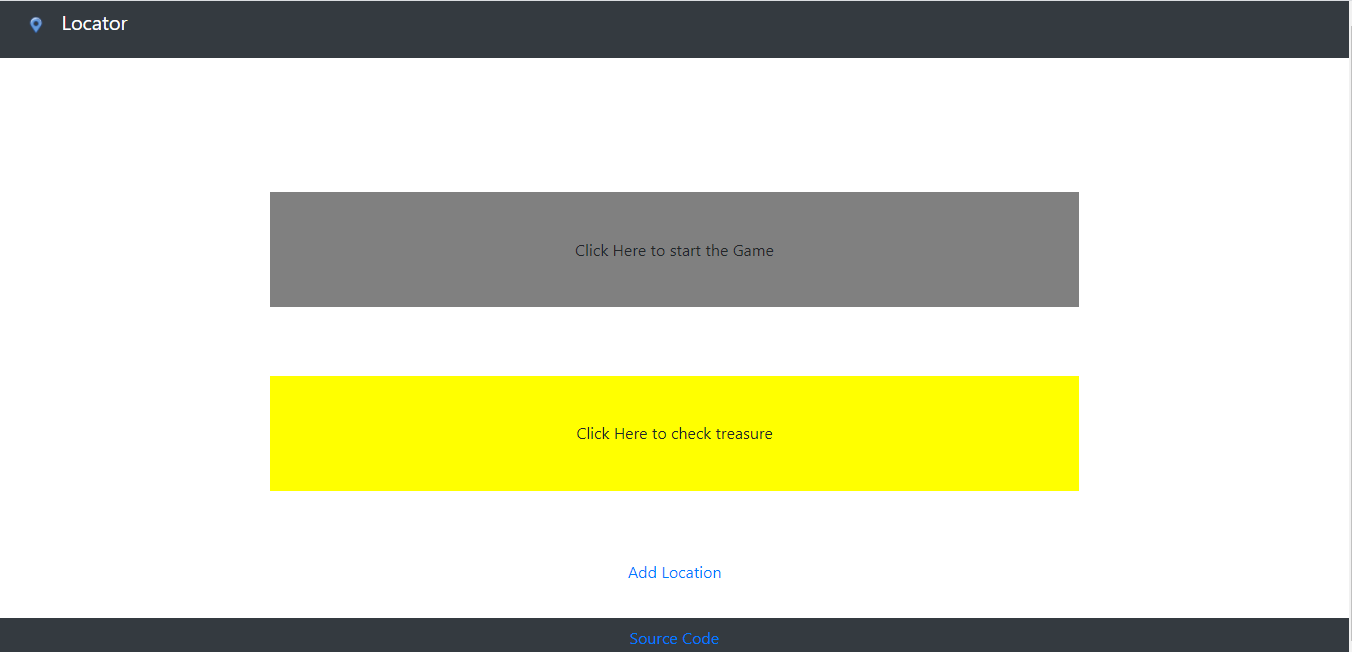 Locator
Click Here to start the Game
Click Here to check treasure
Add Location
Source Code